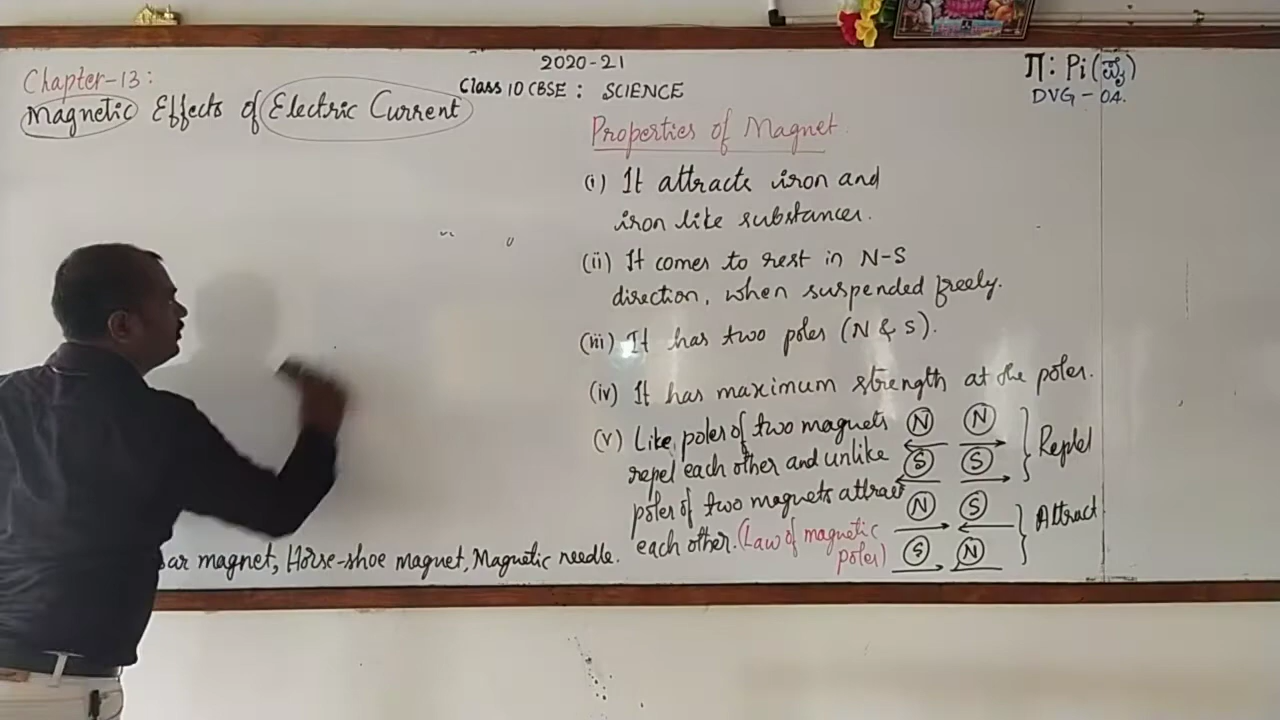 2020-21
Class 10 CBSE : SCIENCE
Π: Pi (ಪೈ)
DVG - 04.
Chapter-13:
Magnetic Effects of Electric Current
Properties of Magnet.
(i) It attracts iron and
iron like substances.
(ii) It comes to rest in N-S
direction, when suspended freely.
(iii) It has two poles (N & S).
(iv) It has maximum strength at the poles.
(v) Like poles of two magnets
repel each other and unlike
poles of two magnets attract
each other. (Law of magnetic
poles)
N N
S S
Replel
N S
S N
Attract
ar magnet, Horse-shoe magnet, Magnetic needle.